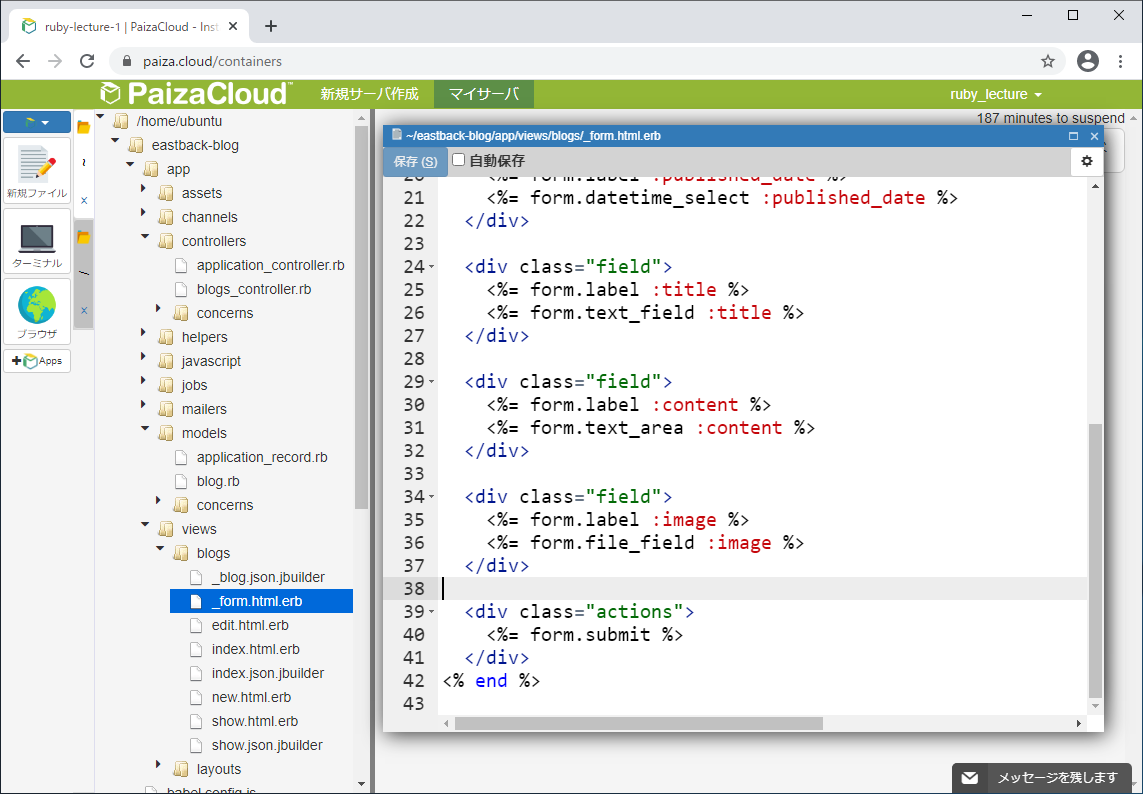 ruby-lecture-1 | PaizaCloud - Inst
paiza.cloud/containers
PaizaCloud™ 新規サーバ作成 マイサーバ ruby_lecture
187 minutes to suspend
新規ファイル
ターミナル
ブラウザ
Apps
~
x
/
x
/home/ubuntu
eastback-blog
app
assets
channels
controllers
application_controller.rb
blogs_controller.rb
concerns
helpers
javascript
jobs
mailers
models
application_record.rb
blog.rb
concerns
views
blogs
_blog.json.jbuilder
_form.html.erb
edit.html.erb
index.html.erb
index.json.jbuilder
new.html.erb
show.html.erb
show.json.jbuilder
layouts
babel.config.js
~/eastback-blog/app/views/blogs/_form.html.erb
保存 (S) 自動保存
20 <%= form.label :published_date %>
21 <%= form.datetime_select :published_date %>
22 </div>
23
24 <div class="field">
25 <%= form.label :title %>
26 <%= form.text_field :title %>
27 </div>
28
29 <div class="field">
30 <%= form.label :content %>
31 <%= form.text_area :content %>
32 </div>
33
34 <div class="field">
35 <%= form.label :image %>
36 <%= form.file_field :image %>
37 </div>
38
39 <div class="actions">
40 <%= form.submit %>
41 </div>
42 <% end %>
43
メッセージを残します